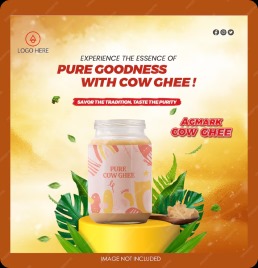 LOGO HERE
EXPERIENCE THE ESSENCE OF
PURE GOODNESS
WITH COW GHEE !
SAVOR THE TRADITION, TASTE THE PURITY
AGMARK
COW GHEE
PURE
COW GHEE
IMAGE NOT INCLUDED